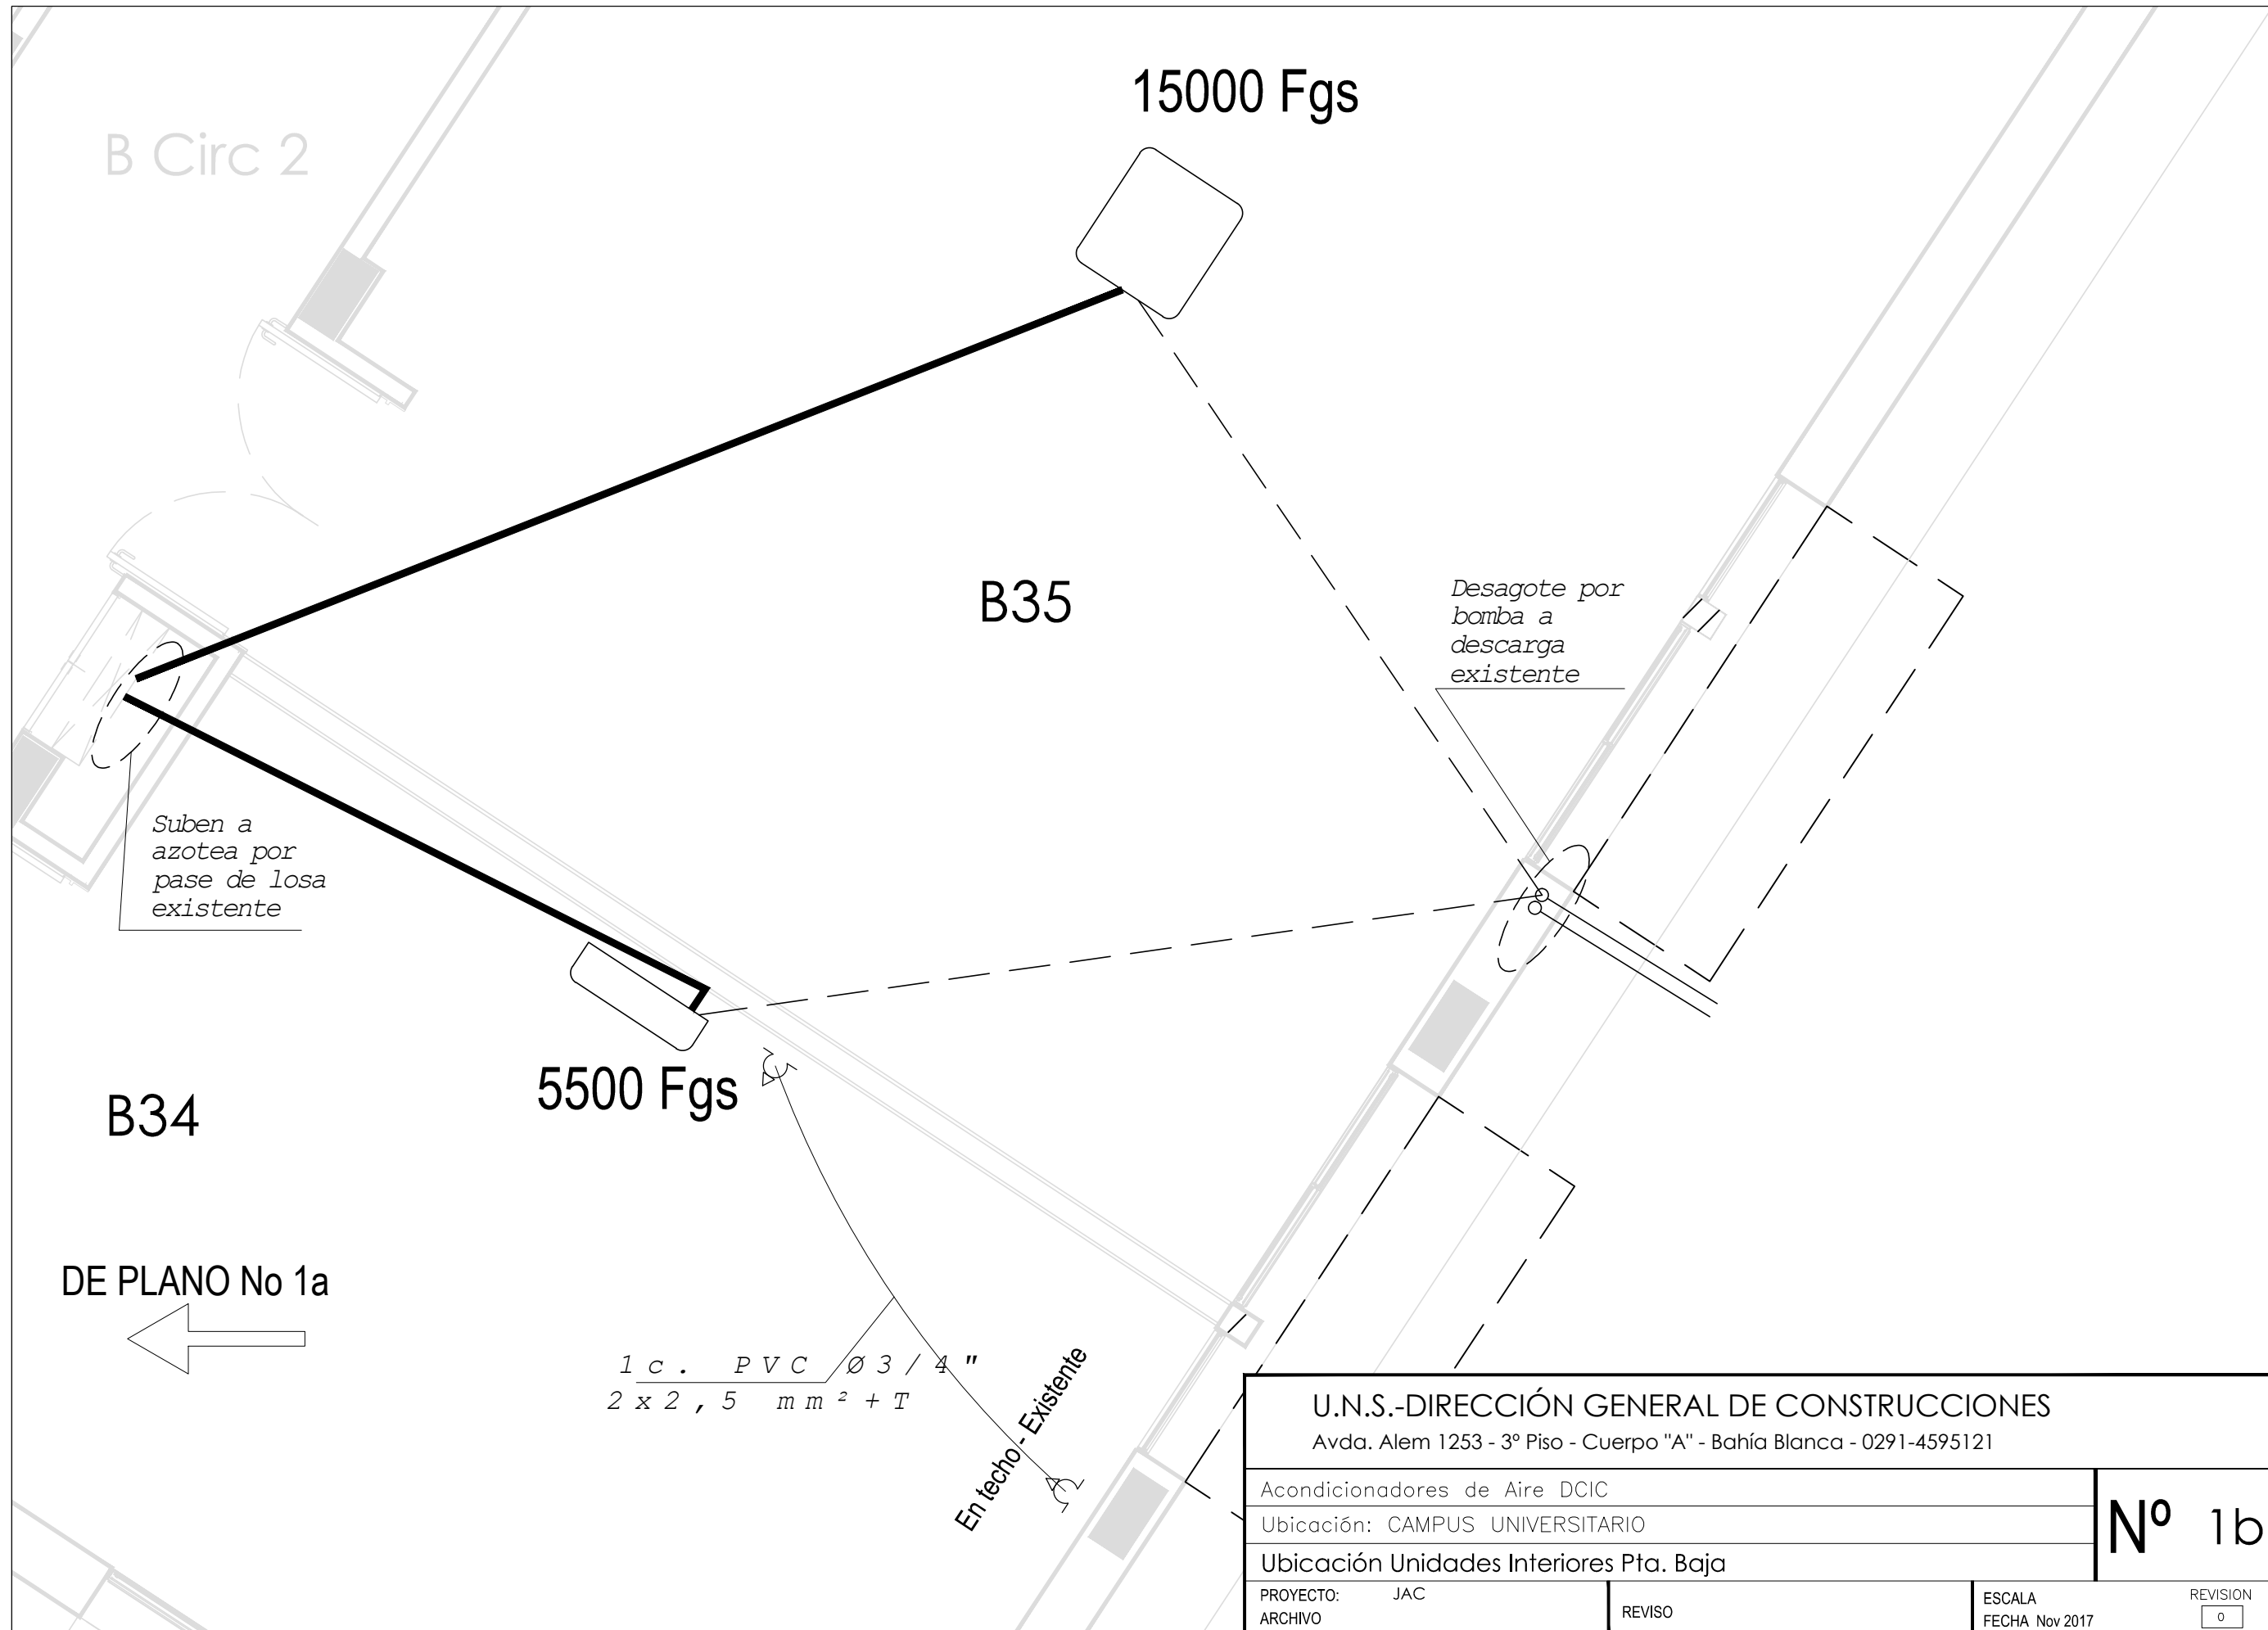 15000 Fgs
B Circ 2
B35
Desagote por
bomba a
descarga
existente
Suben a
azotea por
pase de losa
existente
5500 Fgs
B34
DE PLANO No 1a
1c. PVC Ø3/4"
2x2,5 mm²+T
En techo - Existente
U.N.S.-DIRECCIÓN GENERAL DE CONSTRUCCIONES
Avda. Alem 1253 - 3º Piso - Cuerpo "A" - Bahía Blanca - 0291-4595121
Acondicionadores de Aire DCIC
Ubicación: CAMPUS UNIVERSITARIO
Ubicación Unidades Interiores Pta. Baja
Nº 1b
PROYECTO: JAC
ARCHIVO
REVISO
ESCALA
FECHA Nov 2017
REVISION
0